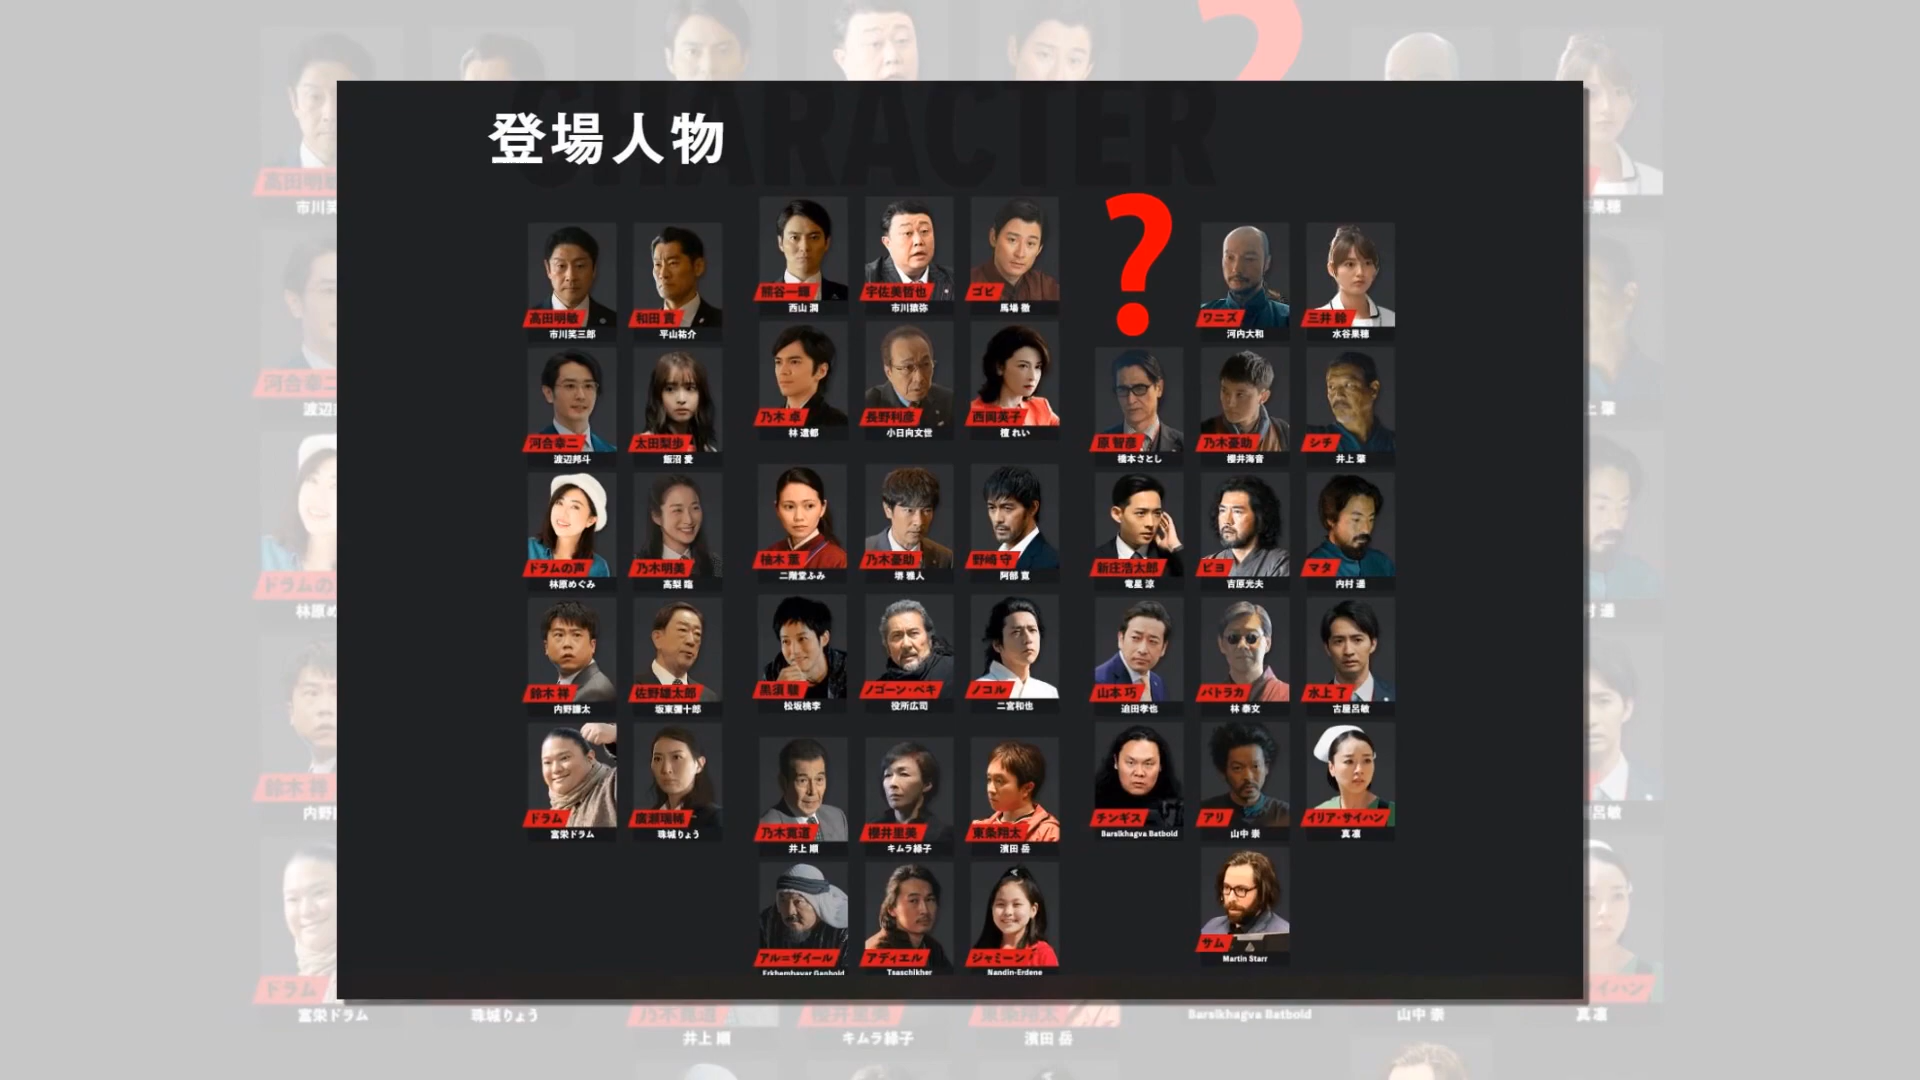 登場人物
CHARACTER
熊谷一輝
西山 潤
宇佐美哲也
市川猿弥
ゴビ
馬場 徹
?
高田明敏
市川笑三郎
和田 貢
平山祐介
ワニズ
河内大和
三井 鈴
水谷果穂
乃木 卓
林 遣都
長野利彦
小日向文世
西岡英子
檀 れい
河合幸二
渡辺邦斗
太田梨歩
飯沼 愛
原 智彦
橋本さとし
乃木憂助
櫻井海音
シチ
井上 肇
ドラムの声
林原めぐみ
乃木明美
高梨 臨
柚木 薫
二階堂ふみ
乃木憂助
堺 雅人
野崎 守
阿部 寛
新庄浩太郎
竜星 涼
ピヨ
吉原光夫
マタ
内村 遥
鈴木 祥
内野謙太
佐野雄太郎
坂東彌十郎
黒須 駿
松坂桃李
ノゴーン・ベキ
役所広司
ノコル
二宮和也
山本 巧
迫田孝也
バトラカ
林 泰文
水上 了
古屋呂敏
ドラム
富栄ドラム
廣瀬瑞稀
珠城りょう
乃木寛道
井上 順
櫻井里美
キムラ緑子
東条翔太
濱田 岳
チンギス
Barslkhagva Batbold
アリ
山中 崇
イリア・サイハン
真凛
アル=ザイール
Erkhembayar Ganbold
アディエル
Tsaschikher
ジャミーン
Nandin-Erdene
サム
Martin Starr